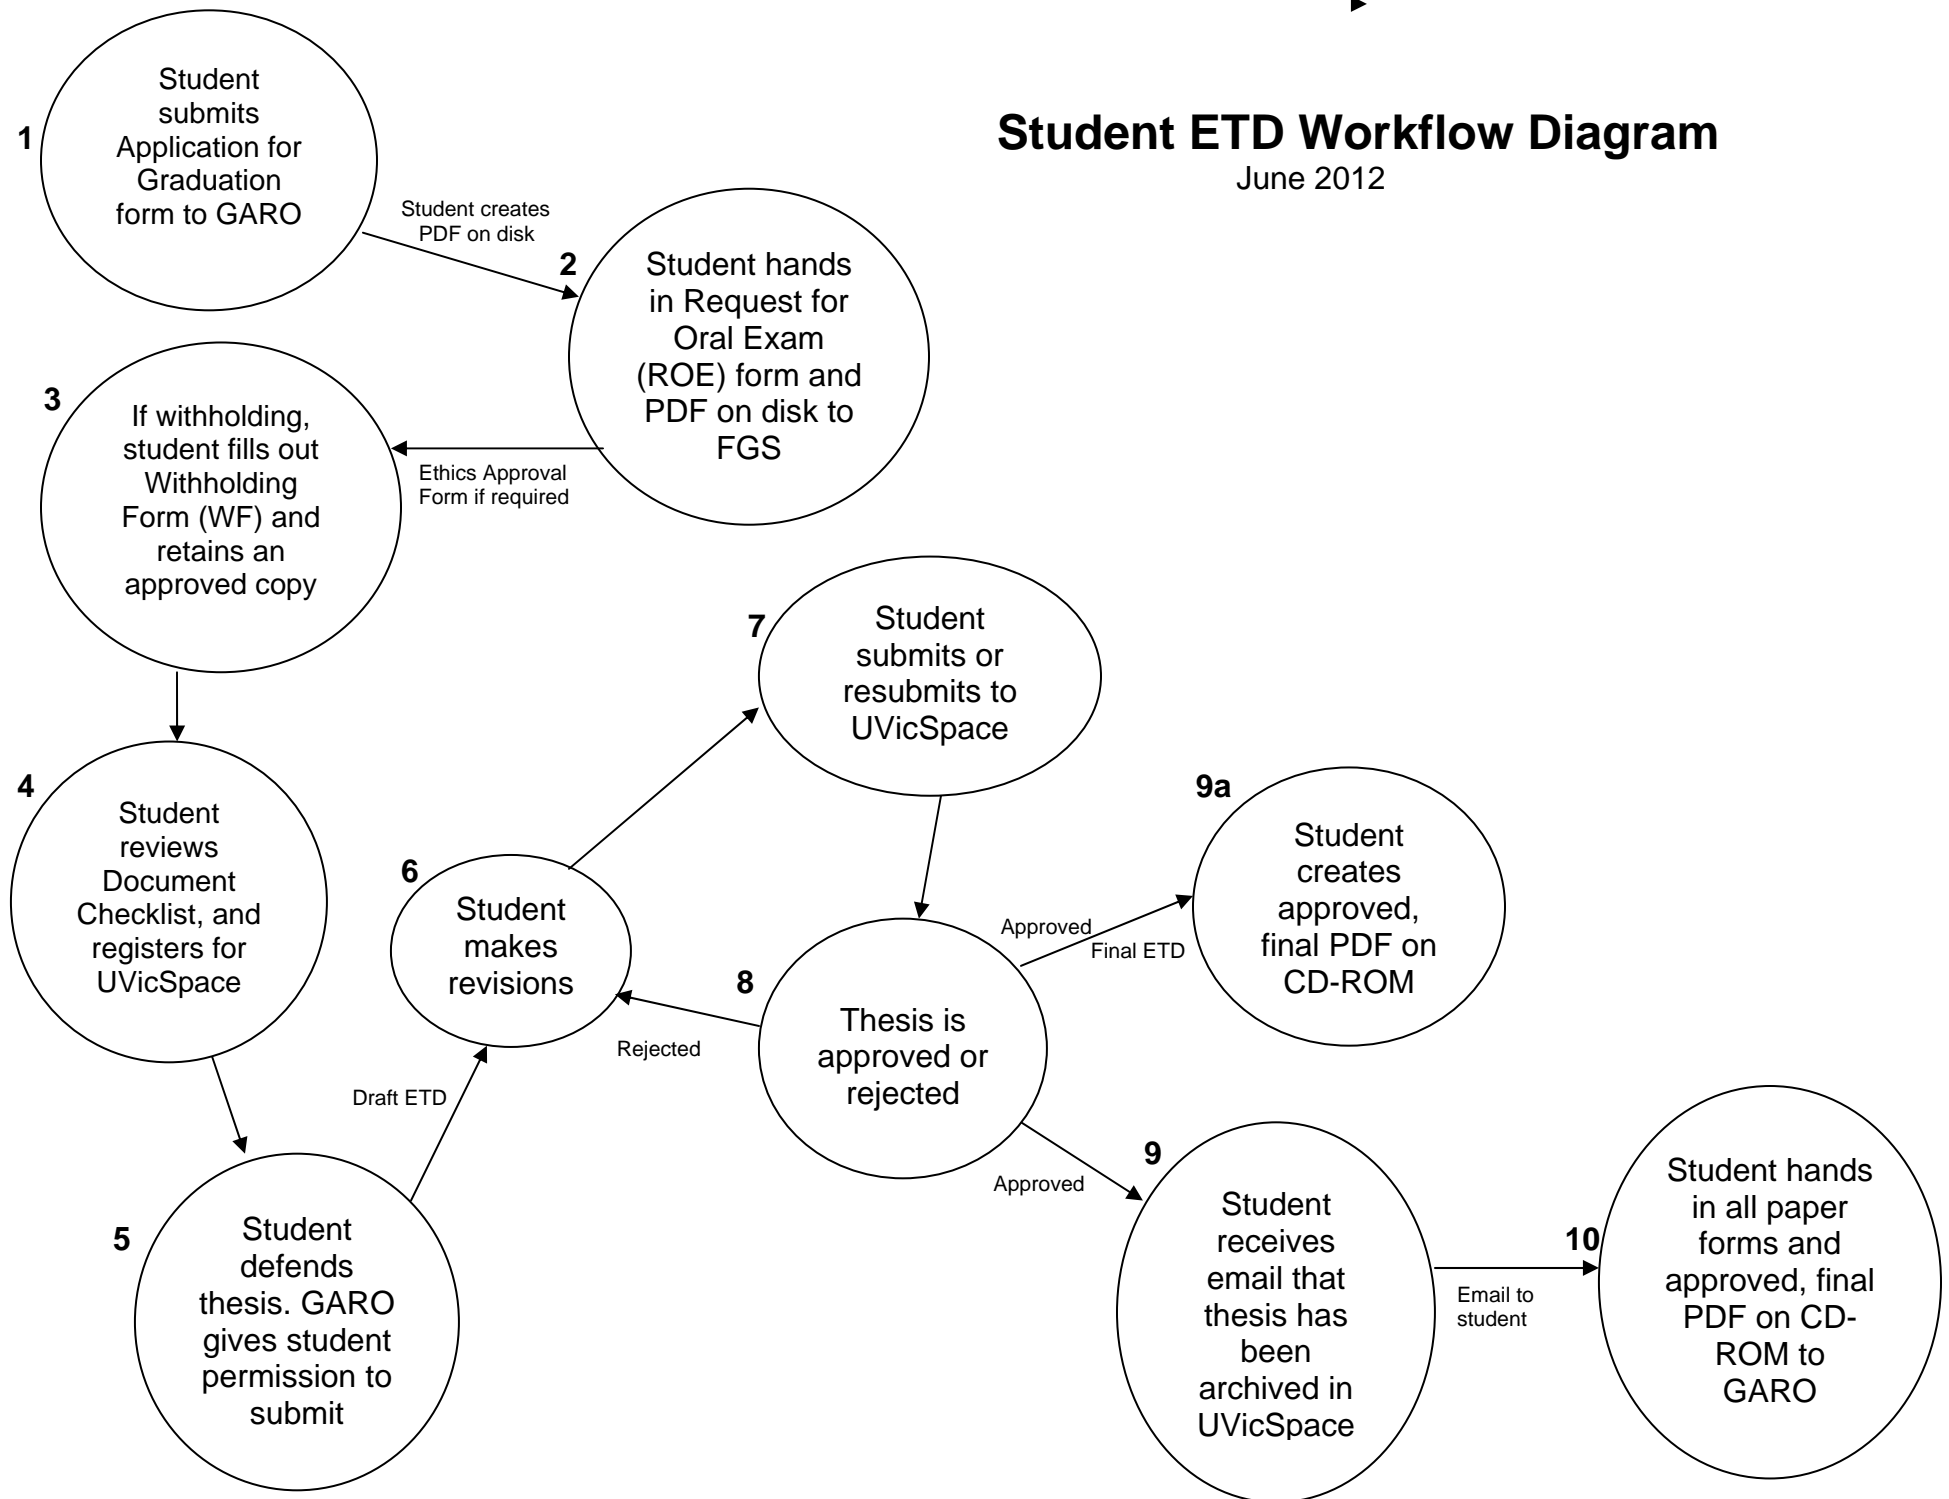 Student ETD Workflow Diagram
June 2012
1
Student
submits
Application for
Graduation
form to GARO
Student creates
PDF on disk
2
Student hands
in Request for
Oral Exam
(ROE) form and
PDF on disk to
FGS
Ethics Approval
Form if required
3
If withholding,
student fills out
Withholding
Form (WF) and
retains an
approved copy
4
Student
reviews
Document
Checklist, and
registers for
UVicSpace
5
Student
defends
thesis. GARO
gives student
permission to
submit
Draft ETD
6
Student
makes
revisions
7
Student
submits or
resubmits to
UVicSpace
8
Thesis is
approved or
rejected
Rejected
Approved
Final ETD
9a
Student
creates
approved,
final PDF on
CD-ROM
Approved
9
Student
receives
email that
thesis has
been
archived in
UVicSpace
Email to
student
10
Student hands
in all paper
forms and
approved, final
PDF on CD-
ROM to
GARO